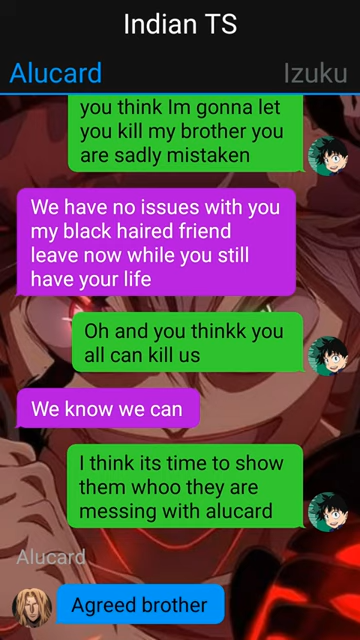 Indian TS
Alucard
Izuku
you think Im gonna let
you kill my brother you
are sadly mistaken
We have no issues with you
my black haired friend
leave now while you still
have your life
Oh and you thinkk you
all can kill us
We know we can
I think its time to show
them whoo they are
messing with alucard
Alucard
Agreed brother